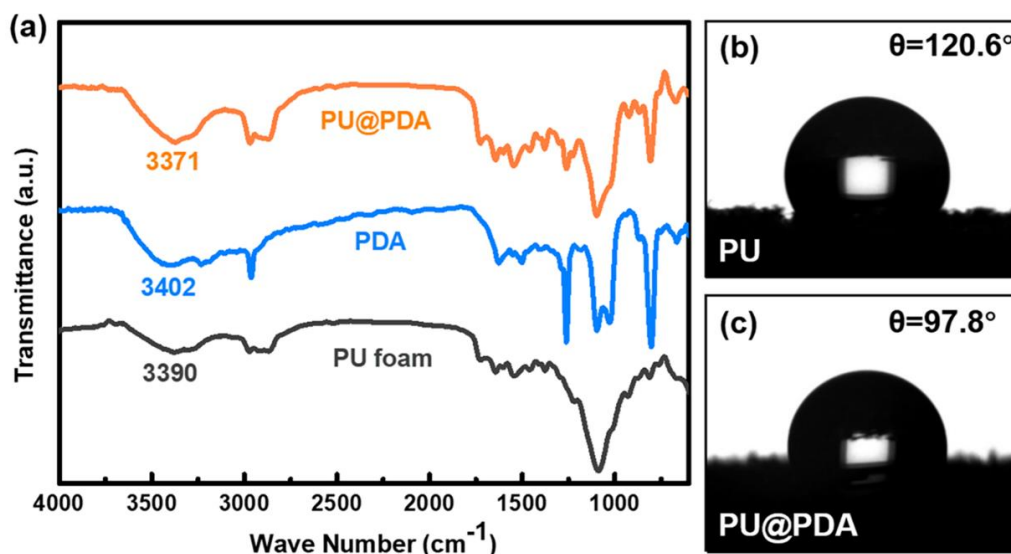 (a)
PU@PDA
3371
PDA
3402
PU foam
3390
Transmittance (a.u.)
4000 3500 3000 2500 2000 1500 1000
Wave Number (cm⁻¹)
(b)
θ=120.6°
PU
(c)
θ=97.8°
PU@PDA